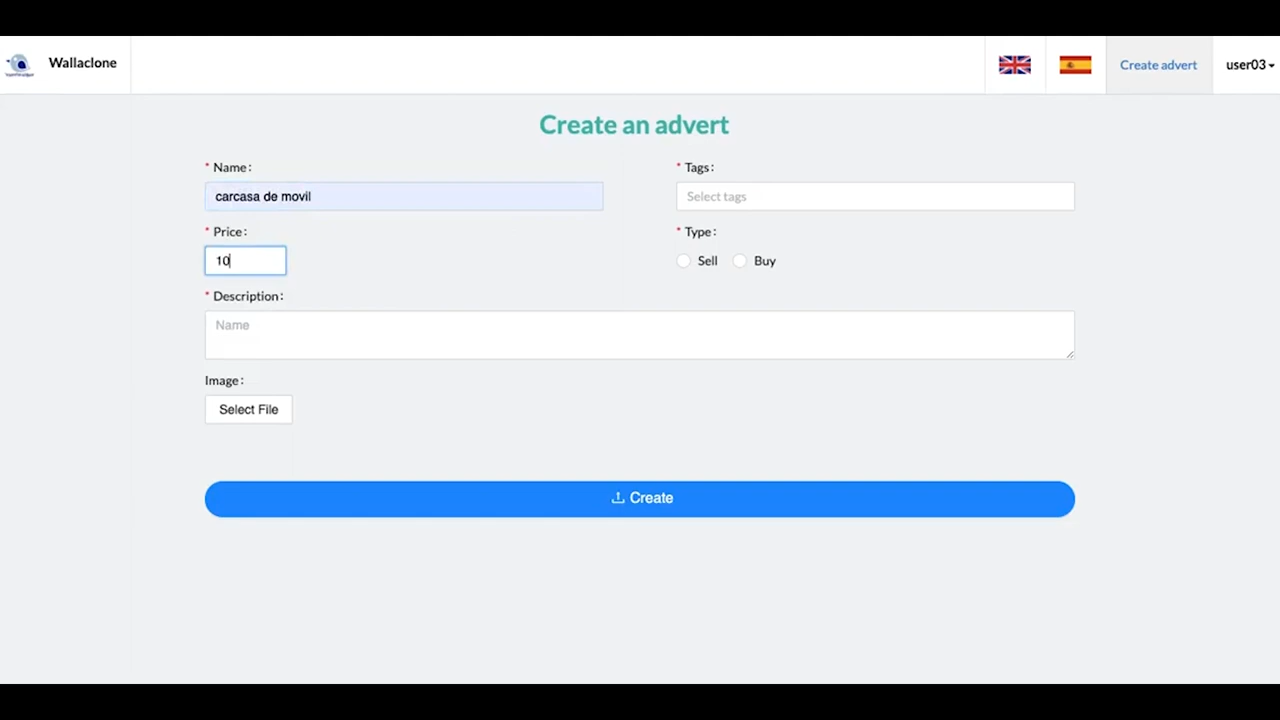 Wallaclone
Create advert
user03
Create an advert
* Name:
carcasa de movil
* Tags:
Select tags
* Price:
10
* Type:
Sell
Buy
* Description:
Name
Image:
Select File
Create